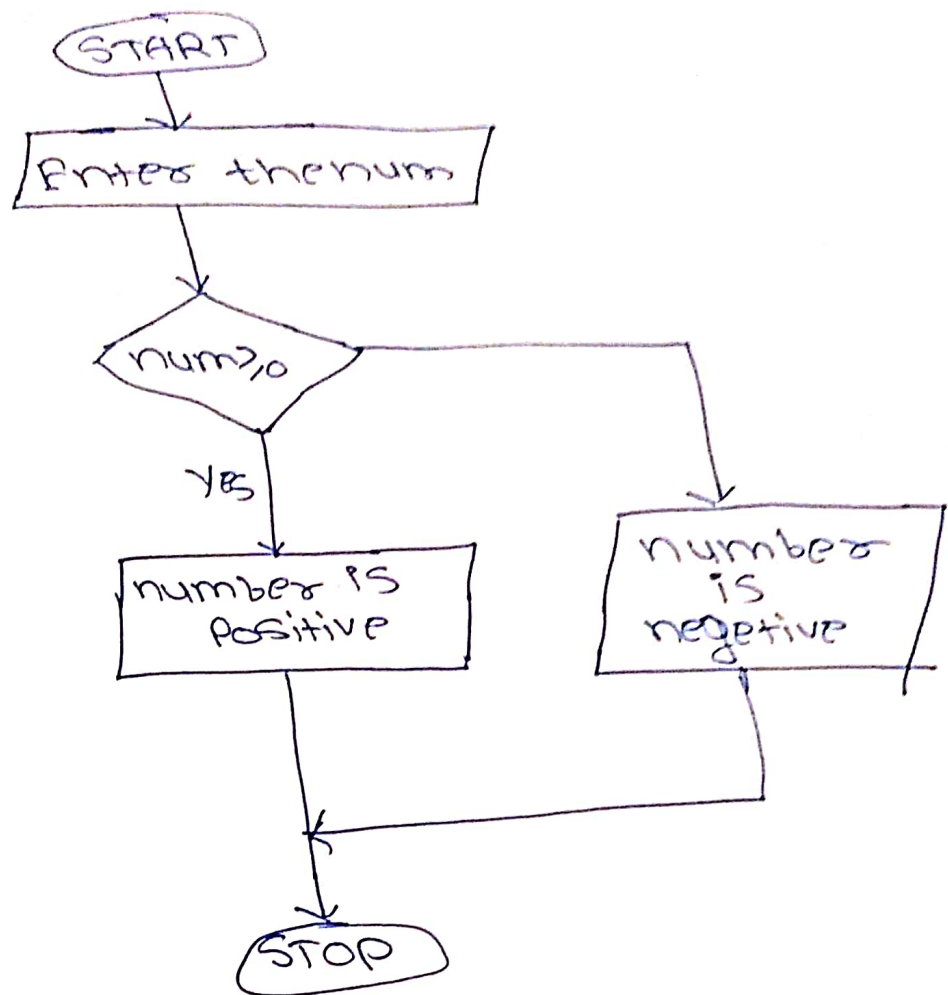 START
Enter thenum
num≥0
Yes
number is
Positive
number
is
negetive
STOP